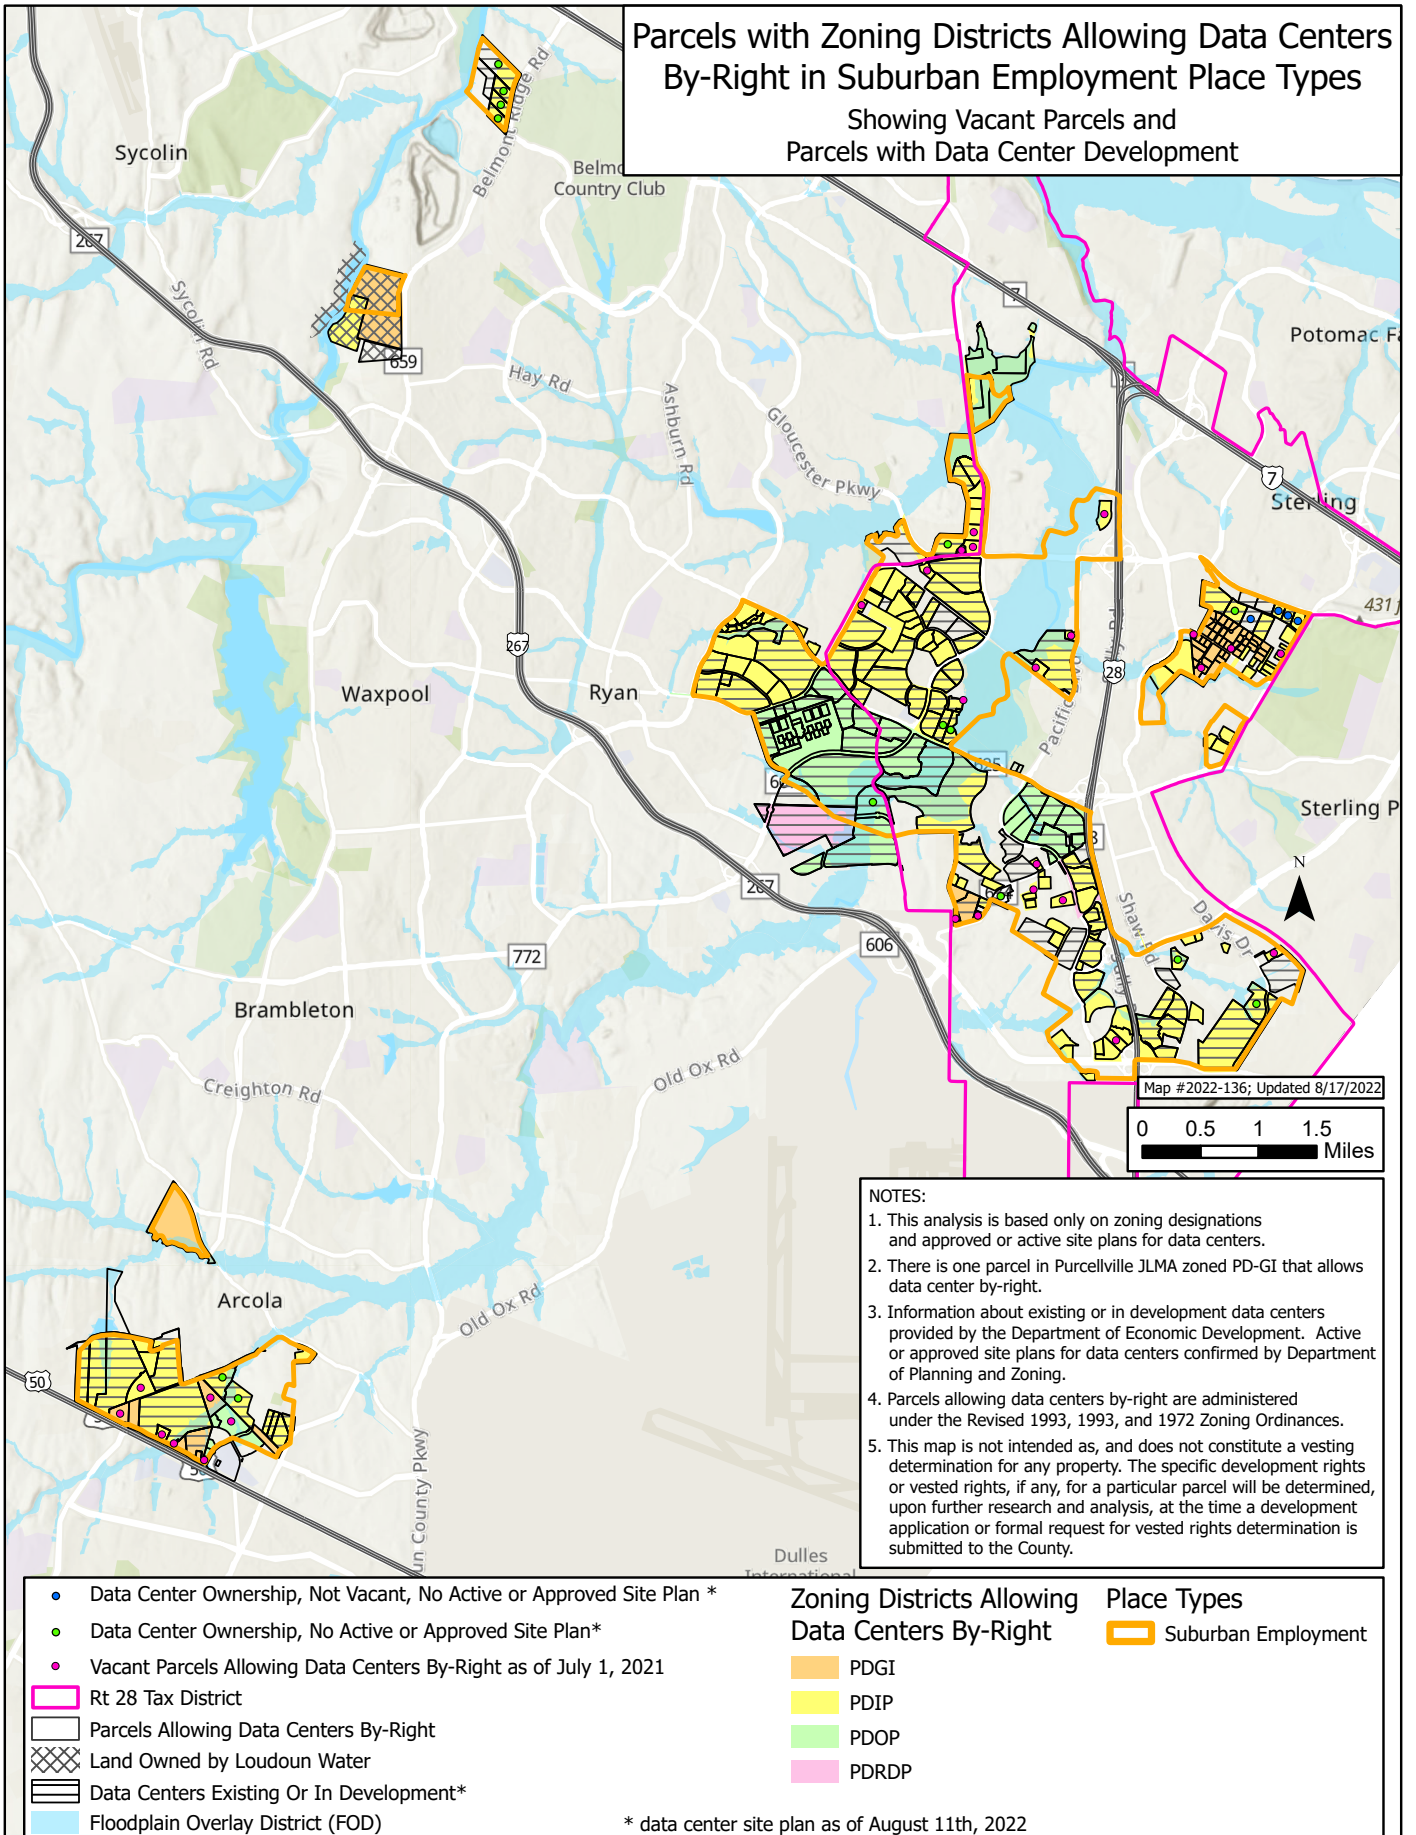 Parcels with Zoning Districts Allowing Data Centers
By-Right in Suburban Employment Place Types
Showing Vacant Parcels and
Parcels with Data Center Development
Belmont Ridge Rd
Sycolin
Country Club
267
7
Sycolin Rd
Potomac
659
Hay Rd
Ashburn Rd
Gloucester Pkwy
7
Sterling
431
267
28
Waxpool
Ryan
Pacific
625
Sterling P
N
267
Shaw Rd
Davis Dr
606
772
Brambleton
Old Ox Rd
Creighton Rd
Map #2022-136; Updated 8/17/2022
0 0.5 1 1.5
Miles
NOTES:
1. This analysis is based only on zoning designations
and approved or active site plans for data centers.
2. There is one parcel in Purcellville JLMA zoned PD-GI that allows
data center by-right.
3. Information about existing or in development data centers
provided by the Department of Economic Development. Active
or approved site plans for data centers confirmed by Department
of Planning and Zoning.
4. Parcels allowing data centers by-right are administered
under the Revised 1993, 1993, and 1972 Zoning Ordinances.
5. This map is not intended as, and does not constitute a vesting
determination for any property. The specific development rights
or vested rights, if any, for a particular parcel will be determined,
upon further research and analysis, at the time a development
application or formal request for vested rights determination is
submitted to the County.
Arcola
Old Ox Rd
50
County Pkwy
Dulles
International
Data Center Ownership, Not Vacant, No Active or Approved Site Plan *
Data Center Ownership, No Active or Approved Site Plan*
Vacant Parcels Allowing Data Centers By-Right as of July 1, 2021
Rt 28 Tax District
Parcels Allowing Data Centers By-Right
Land Owned by Loudoun Water
Data Centers Existing Or In Development*
Floodplain Overlay District (FOD)
Zoning Districts Allowing
Data Centers By-Right
PDGI
PDIP
PDOP
PDRDP
Place Types
Suburban Employment
* data center site plan as of August 11th, 2022